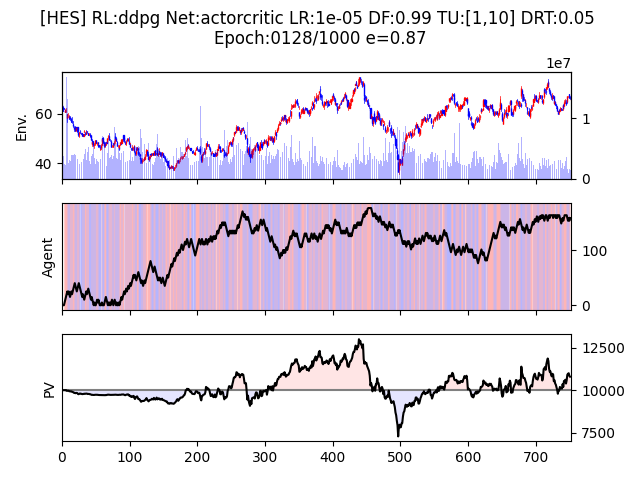 [HES] RL:ddpg Net:actorcritic LR:1e-05 DF:0.99 TU:[1,10] DRT:0.05
Epoch:0128/1000 e=0.87
1e7
Env.
60
40
1
0
Agent
100
0
PV
12500
10000
7500
0 100 200 300 400 500 600 700